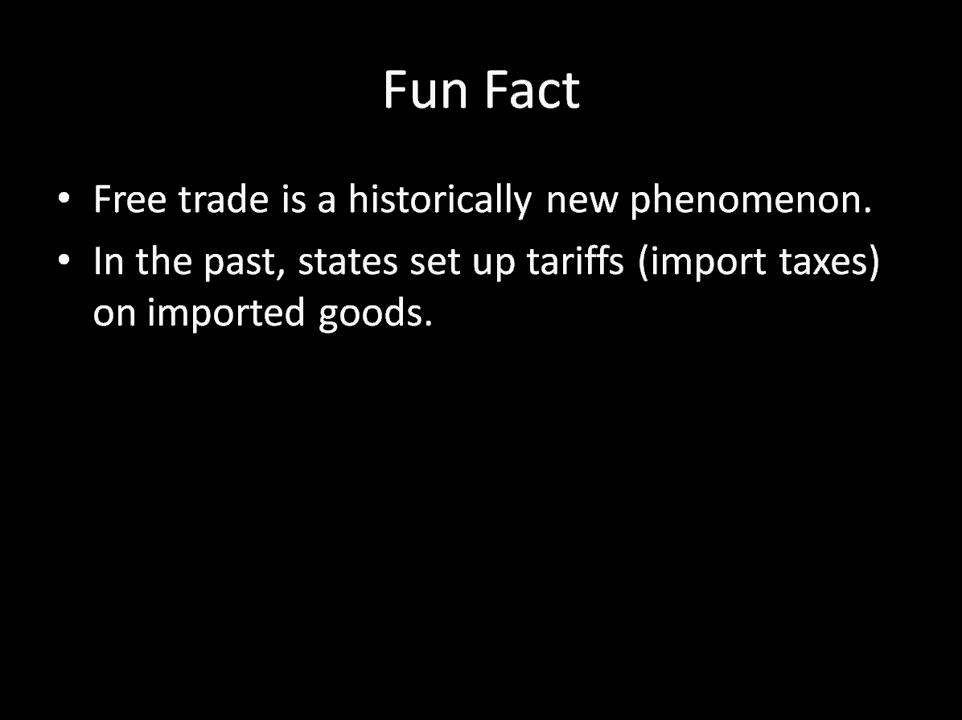 Fun Fact
• Free trade is a historically new phenomenon.
• In the past, states set up tariffs (import taxes)
on imported goods.